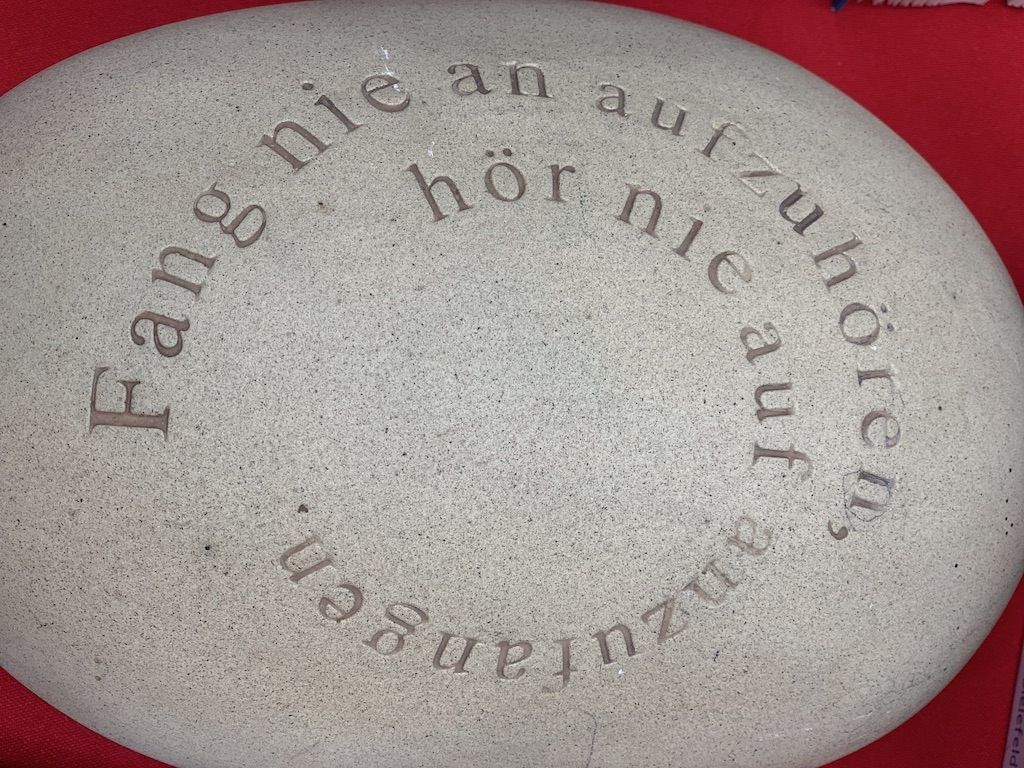 Fang nie an aufzuhören,
hör nie auf anzufangen.